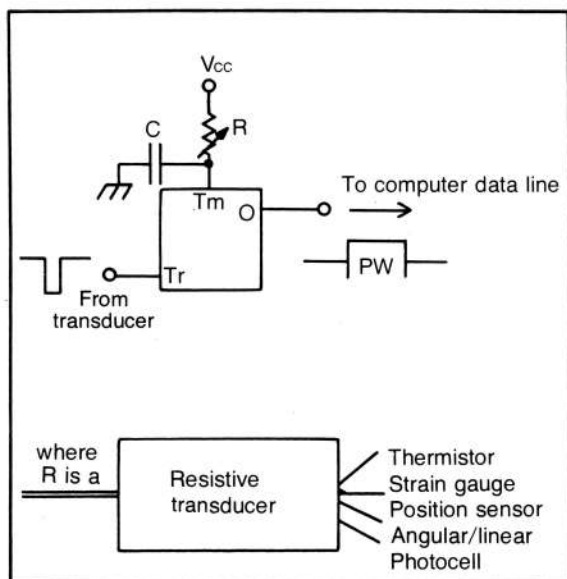 Vcc
C
R
To computer data line
Tm
O
PW
Tr
From
transducer
where
R is a
Resistive
transducer
Thermistor
Strain gauge
Position sensor
Angular/linear
Photocell